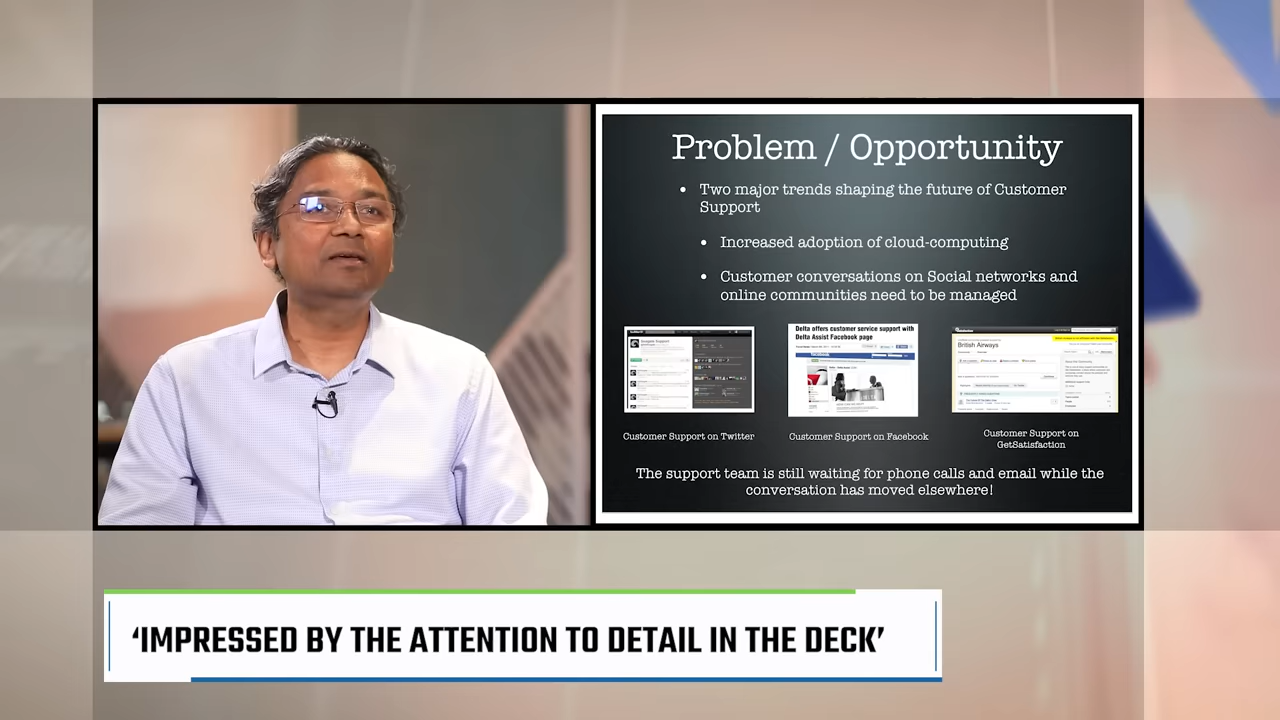 Problem / Opportunity
• Two major trends shaping the future of Customer
Support
• Increased adoption of cloud-computing
• Customer conversations on Social networks and
online communities need to be managed
Delta offers customer service support with
Delta Assist Facebook page
facebook
British Airways
Customer Support on Twitter
Customer Support on Facebook
Customer Support on
GetSatisfaction
The support team is still waiting for phone calls and email while the
conversation has moved elsewhere!
‘IMPRESSED BY THE ATTENTION TO DETAIL IN THE DECK’